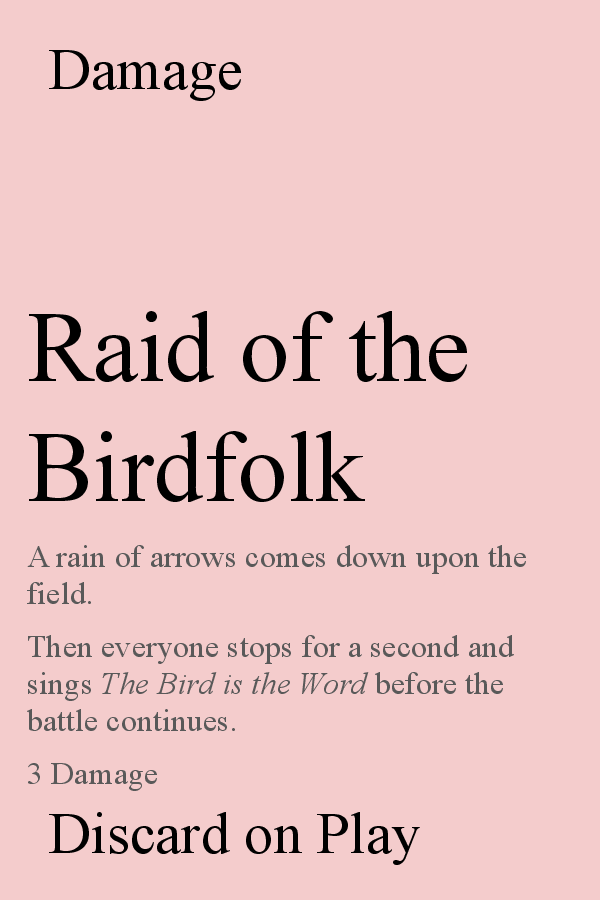 Damage
Raid of the
Birdfolk
A rain of arrows comes down upon the
field.
Then everyone stops for a second and
sings The Bird is the Word before the
battle continues.
3 Damage
Discard on Play